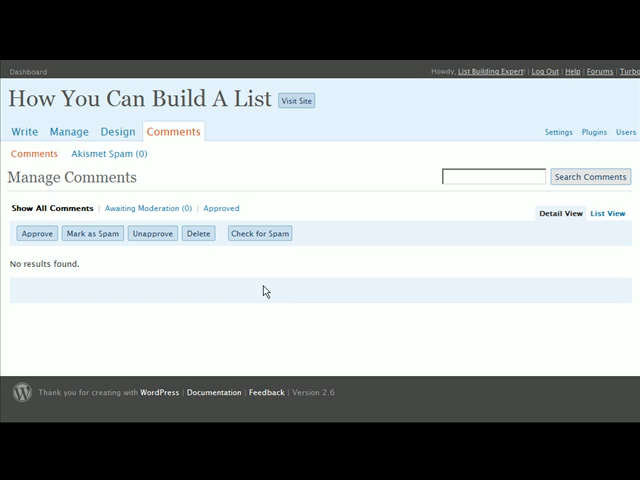 Dashboard
Howdy, List Building Expert! | Log Out | Help | Forums | Turbo
How You Can Build A List Visit Site
Write Manage Design Comments Settings Plugins Users
Comments Akismet Spam (0)
Manage Comments Search Comments
Show All Comments | Awaiting Moderation (0) | Approved
Detail View List View
Approve Mark as Spam Unapprove Delete Check for Spam
No results found.
Thank you for creating with WordPress | Documentation | Feedback | Version 2.6